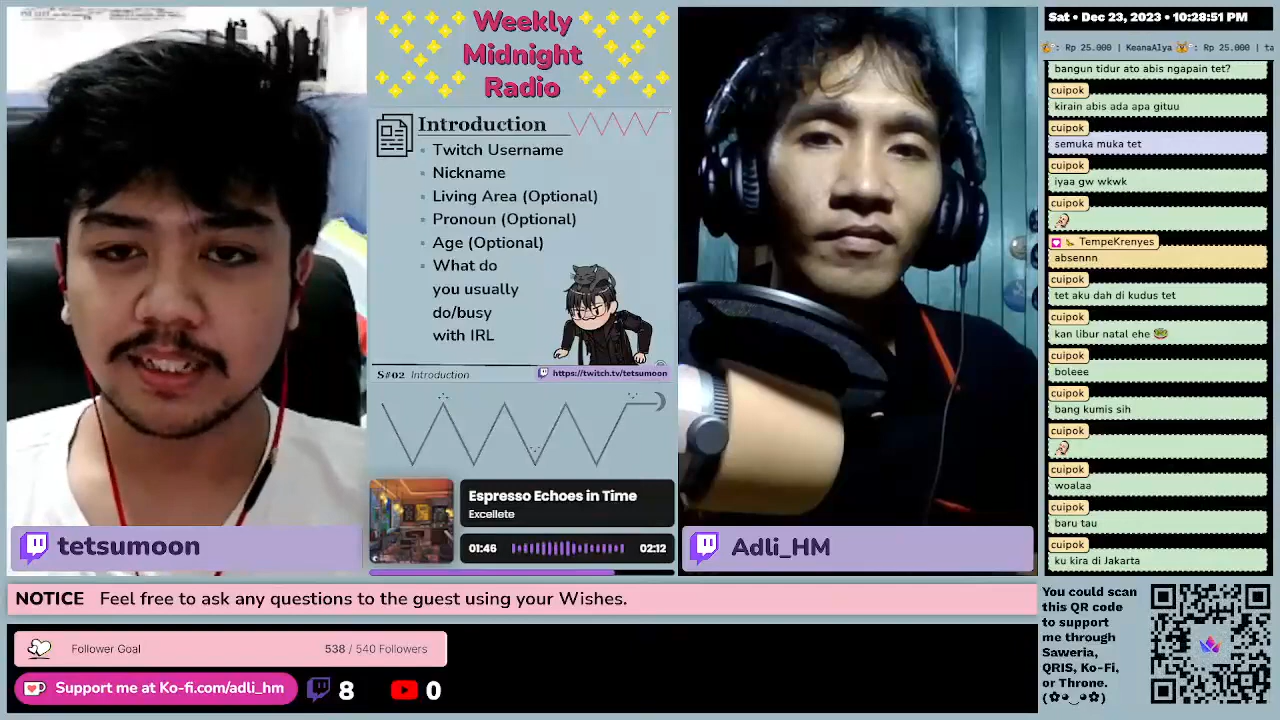 Weekly
Midnight
Radio
Introduction
Twitch Username
Nickname
Living Area (Optional)
Pronoun (Optional)
Age (Optional)
What do
you usually
do/busy
with IRL
S#02 Introduction
https://twitch.tv/tetsumoon
Espresso Echoes in Time
Excellete
01:46
02:12
tetsumoon
Adli_HM
Sat • Dec 23, 2023 • 10:28:51 PM
: Rp 25.000 | KeanaAlya : Rp 25.000 | ta
bangun tidur ato abis ngapain tet?
cuipok
kirain abis ada apa gituu
cuipok
semuka muka tet
cuipok
iyaa gw wkwk
cuipok
TempeKrenyes
absennn
cuipok
tet aku dah di kudus tet
cuipok
kan libur natal ehe
cuipok
boleee
cuipok
bang kumis sih
cuipok
cuipok
woalaa
cuipok
baru tau
cuipok
ku kira di Jakarta
NOTICE Feel free to ask any questions to the guest using your Wishes.
Follower Goal
538 / 540 Followers
Support me at Ko-fi.com/adli_hm
8
0
You could scan
this QR code
to support
me through
Saweria,
QRIS, Ko-Fi,
or Throne.
(✿◕‿◕✿)